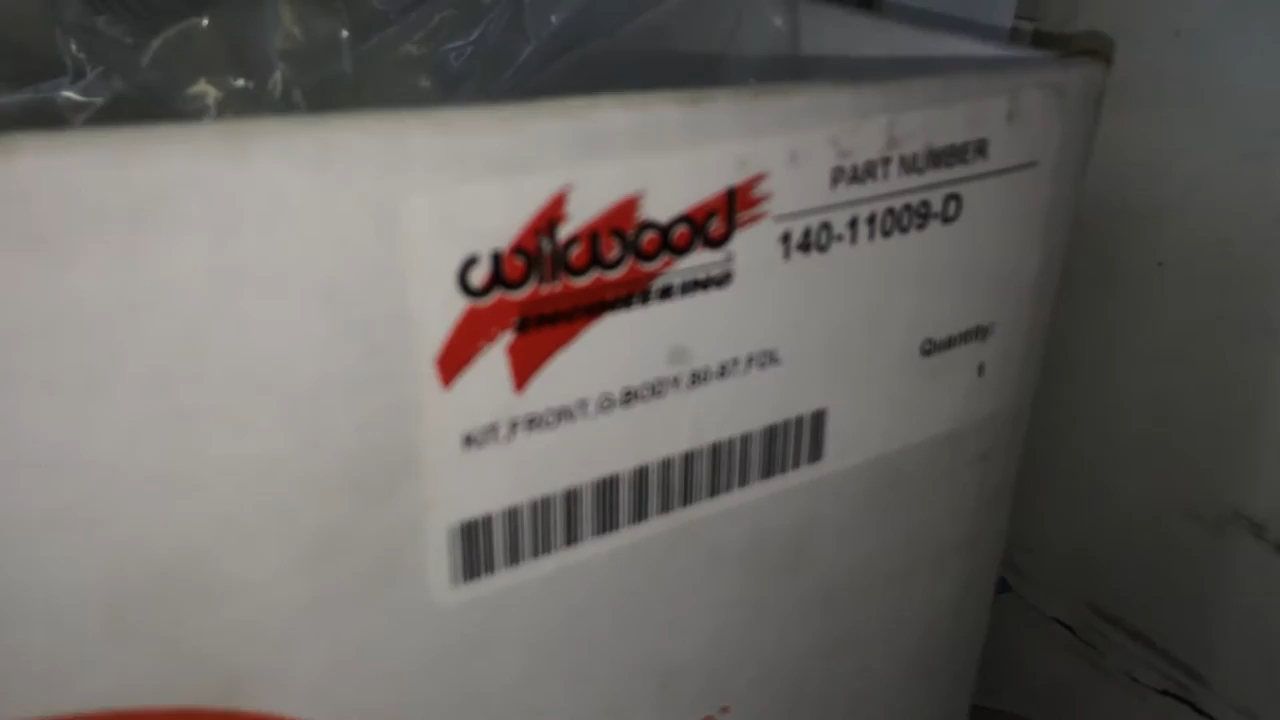 wilwood
ENGINEERING
PART NUMBER
140-11009-D
KIT,FRONT,G-BODY,80-87,FDL
Quantity:
1